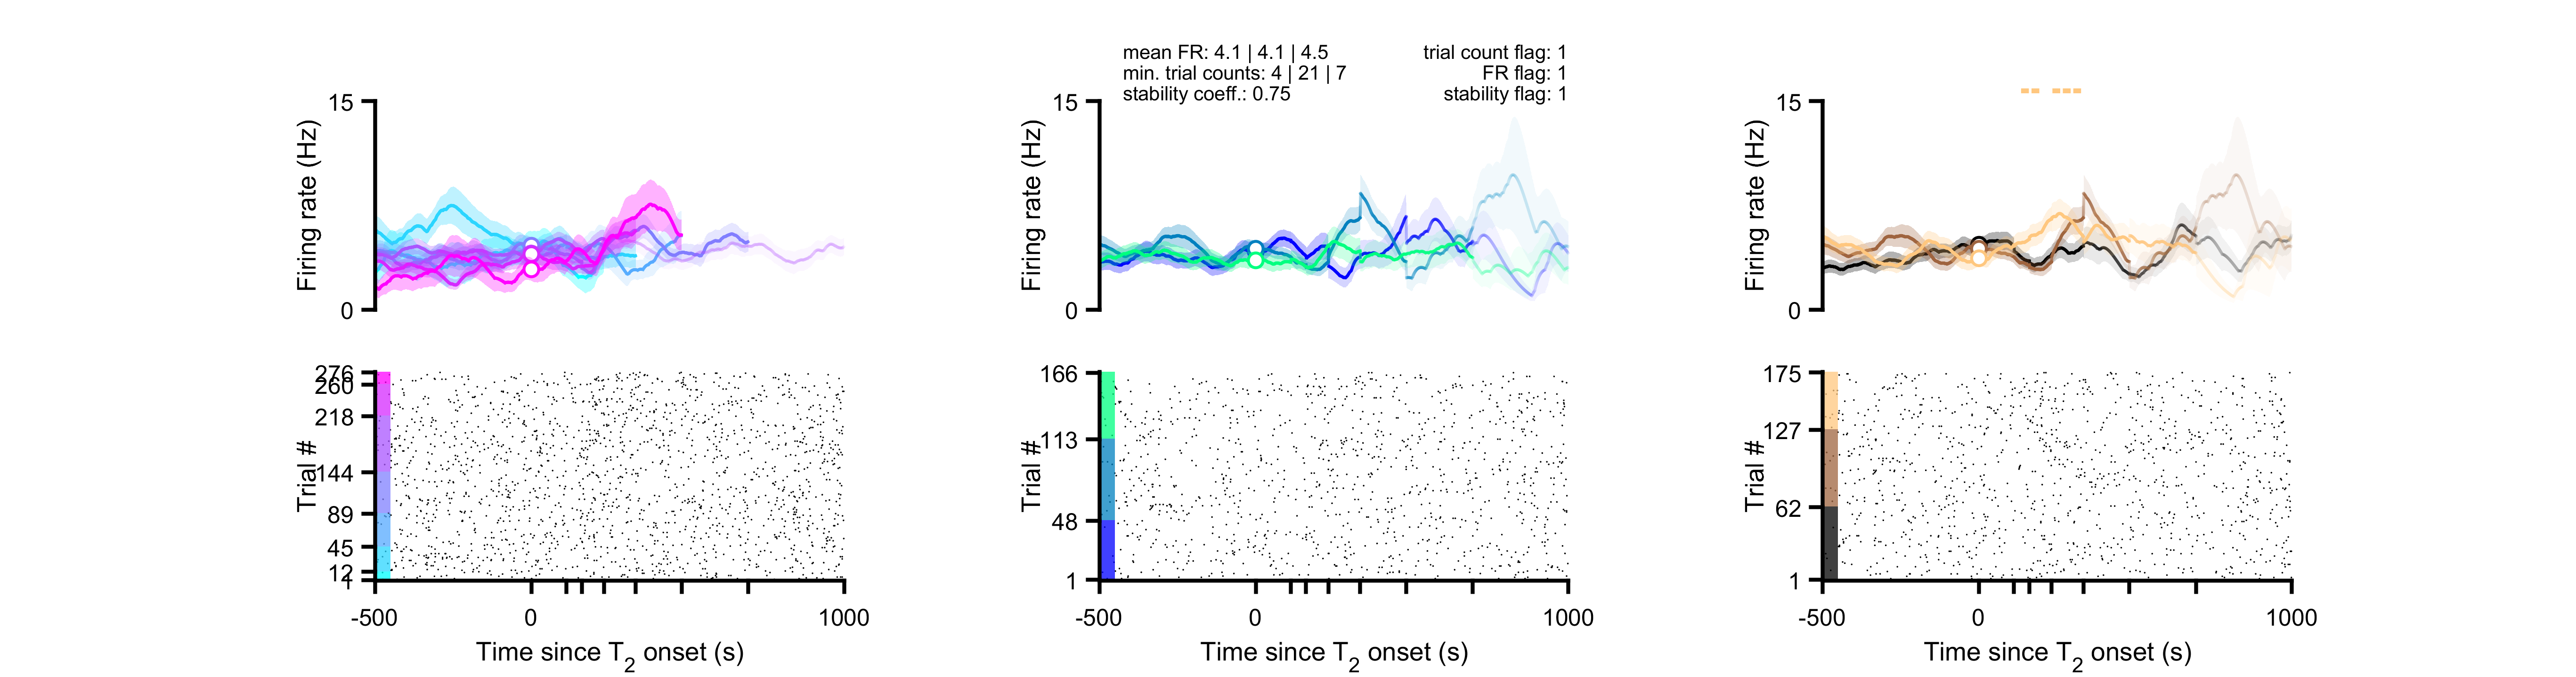 mean FR: 4.1 | 4.1 | 4.5
min. trial counts: 4 | 21 | 7
stability coeff.: 0.75
trial count flag: 1
FR flag: 1
stability flag: 1
Firing rate (Hz)
15
0
Firing rate (Hz)
15
0
Firing rate (Hz)
15
0
Trial #
276
260
218
144
89
45
12
-500
0
1000
Time since T2 onset (s)
Trial #
166
113
48
1
-500
0
1000
Time since T2 onset (s)
Trial #
175
127
62
1
-500
0
1000
Time since T2 onset (s)